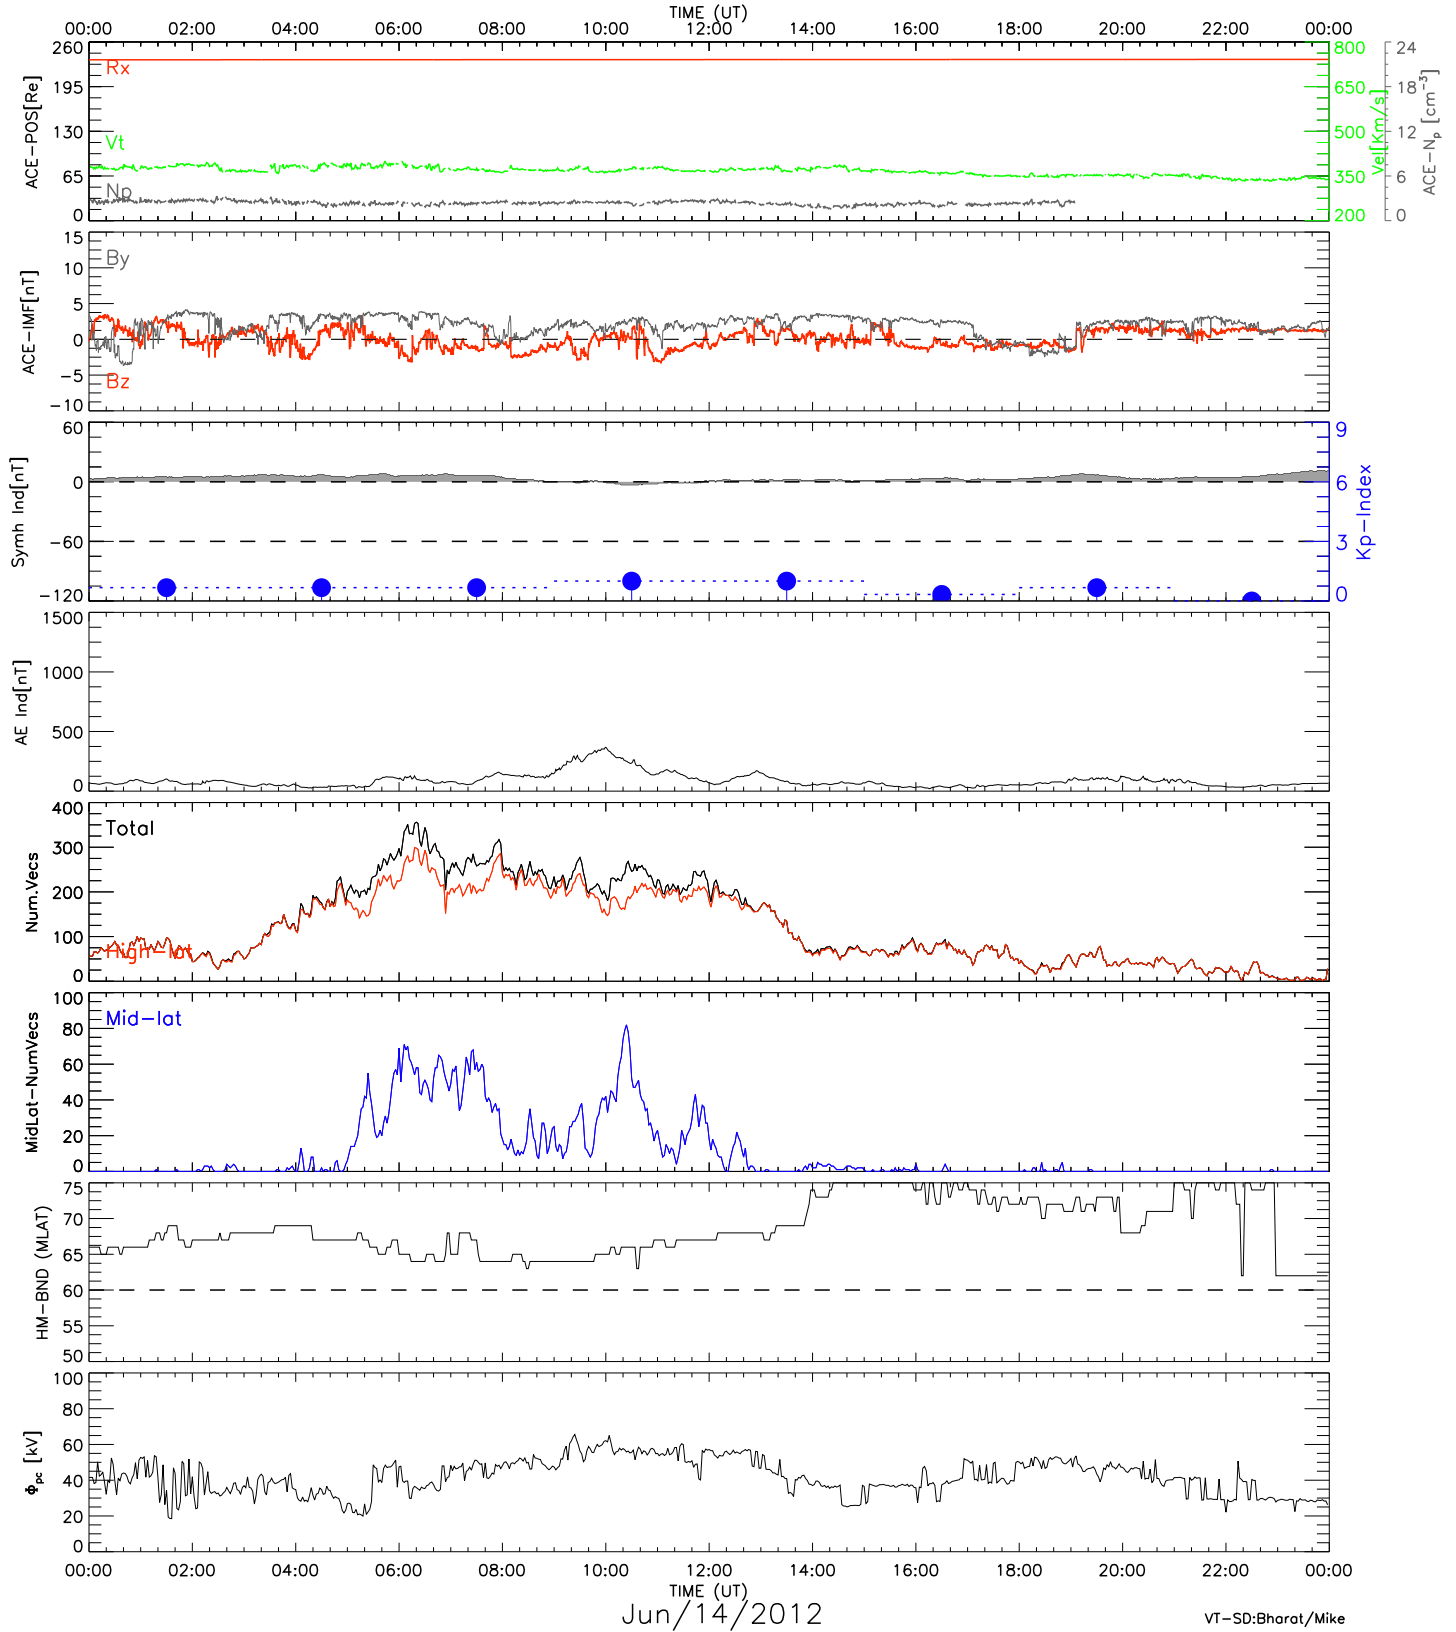 TIME (UT)
00:00 02:00 04:00 06:00 08:00 10:00 12:00 14:00 16:00 18:00 20:00 22:00 00:00
ACE-POS[Re]
260
195
130
65
0
Rx
Vt
Np
800
650
500
350
200
Vel[Km/s]
24
18
12
6
0
ACE-Np [cm-3]
ACE-IMF[nT]
15
10
5
0
-5
-10
By
Bz
Symh Ind[nT]
60
0
-60
-120
9
6
3
0
Kp-Index
AE Ind[nT]
1500
1000
500
0
Num.Vecs
400
300
200
100
0
Total
High-lat
MidLat-NumVecs
100
80
60
40
20
0
Mid-lat
HM-BND (MLAT)
75
70
65
60
55
50
Φpc [kV]
100
80
60
40
20
0
00:00 02:00 04:00 06:00 08:00 10:00 12:00 14:00 16:00 18:00 20:00 22:00 00:00
TIME (UT)
Jun/14/2012
VT-SD:Bharat/Mike